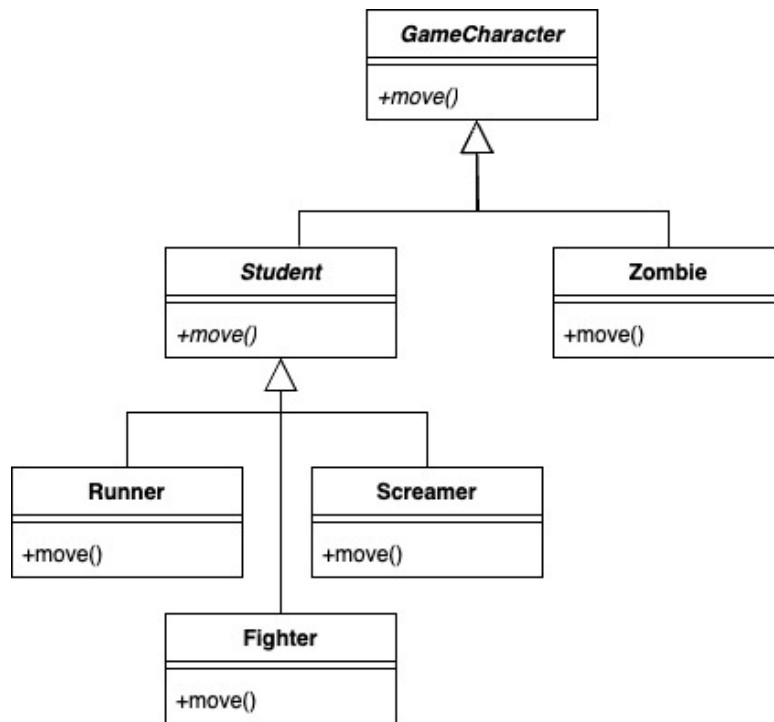 GameCharacter
+move()
Student
+move()
Zombie
+move()
Runner
+move()
Screamer
+move()
Fighter
+move()